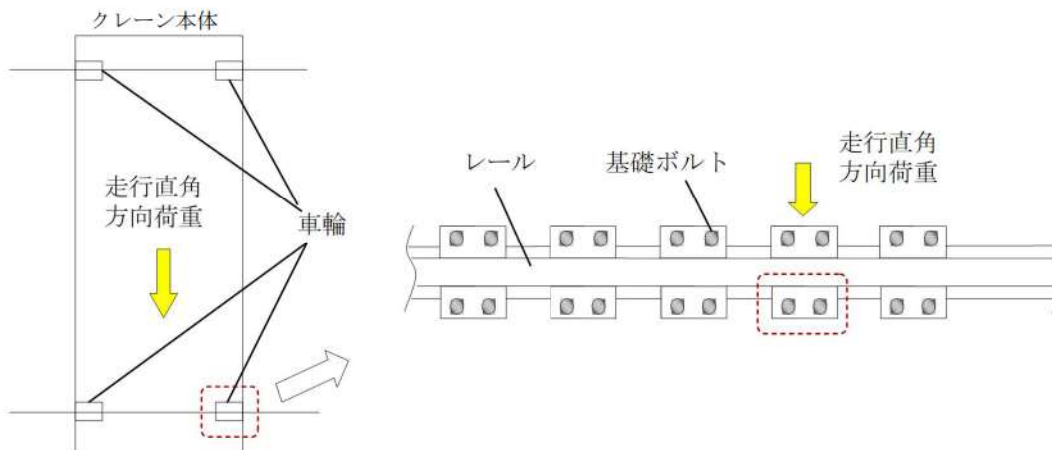 クレーン本体
走行直角
方向荷重
車輪
レール
基礎ボルト
走行直角
方向荷重